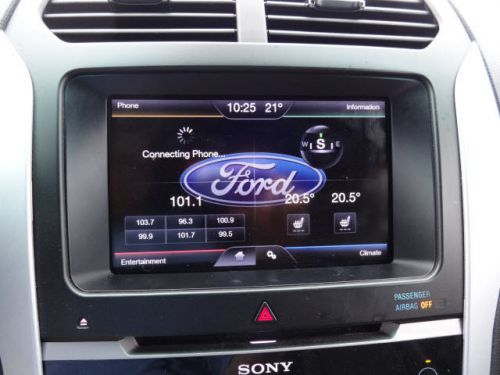 Phone 10:25 21° Information
Connecting Phone...
W S E
Ford
101.1 20.5° 20.5°
103.7 96.3 100.9
99.9 101.7 99.5
Entertainment Climate
PASSENGER
AIRBAG OFF
SONY